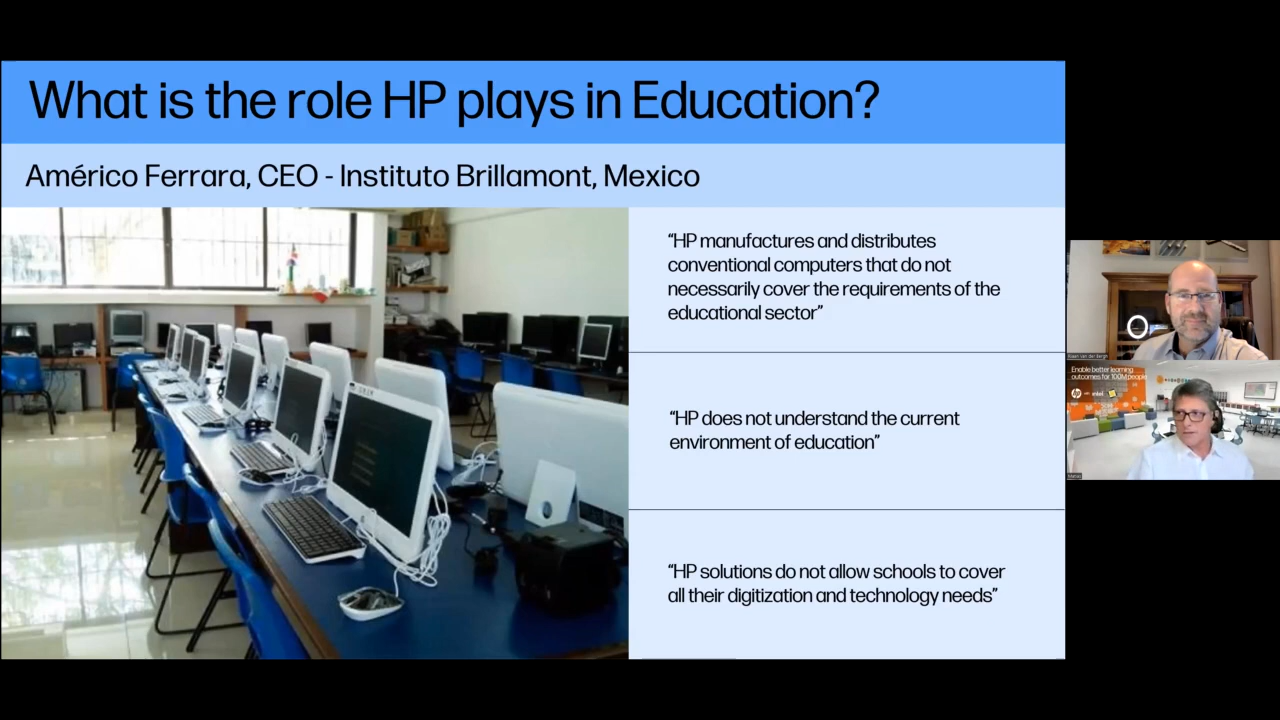 What is the role HP plays in Education?
Américo Ferrara, CEO - Instituto Brillamont, Mexico
“HP manufactures and distributes
conventional computers that do not
necessarily cover the requirements of the
educational sector”
“HP does not understand the current
environment of education”
“HP solutions do not allow schools to cover
all their digitization and technology needs”
Enable better learning
outcomes for 100M people
hp
intel